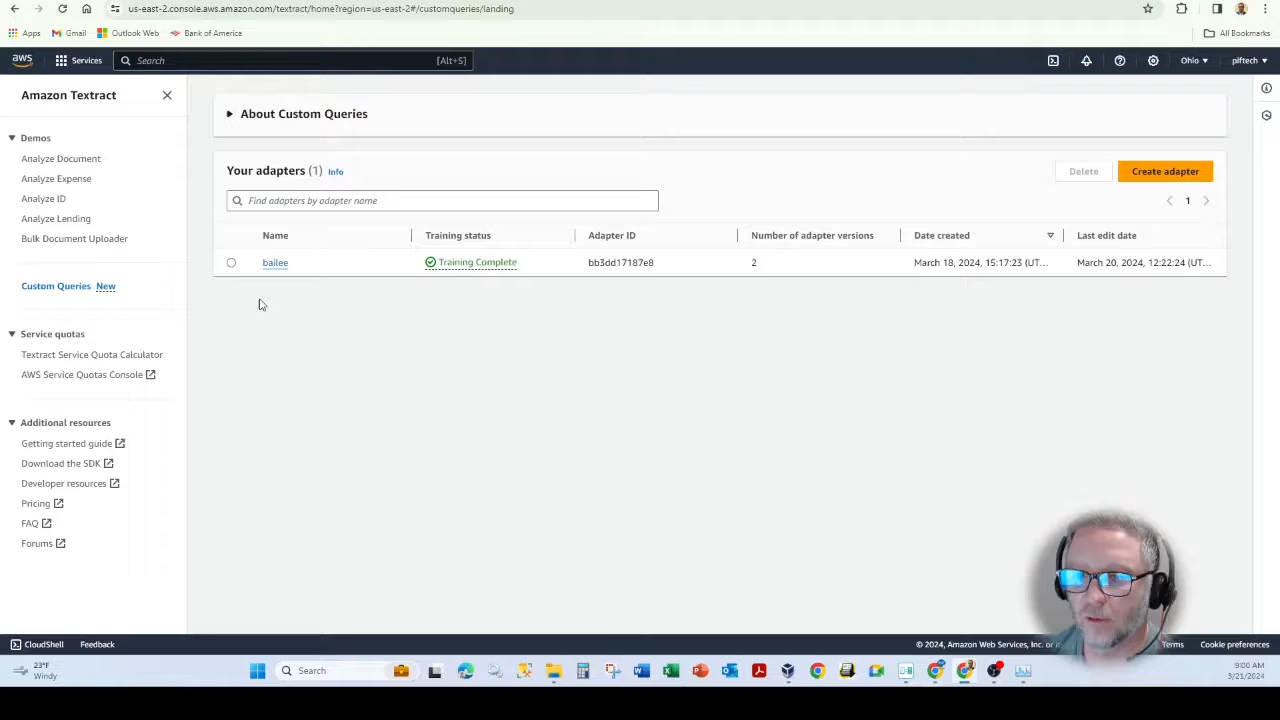 us-east-2.console.aws.amazon.com/textract/home?region=us-east-2#/customqueries/landing
Apps Gmail Outlook Web Bank of America All Bookmarks
aws Services Search [Alt+S] Ohio piftech
Amazon Textract
About Custom Queries
Demos
Analyze Document
Analyze Expense
Analyze ID
Analyze Lending
Bulk Document Uploader
Custom Queries New
Service quotas
Textract Service Quota Calculator
AWS Service Quotas Console
Additional resources
Getting started guide
Download the SDK
Developer resources
Pricing
FAQ
Forums
Your adapters (1) Info Delete Create adapter
Find adapters by adapter name 1
Name Training status Adapter ID Number of adapter versions Date created Last edit date
bailee Training Complete bb3dd17187e8 2 March 18, 2024, 15:17:23 (UT... March 20, 2024, 12:22:24 (UT...
CloudShell Feedback © 2024, Amazon Web Services, Inc. or Terms Cookie preferences
23°F
Windy
Search
9:00 AM
3/21/2024